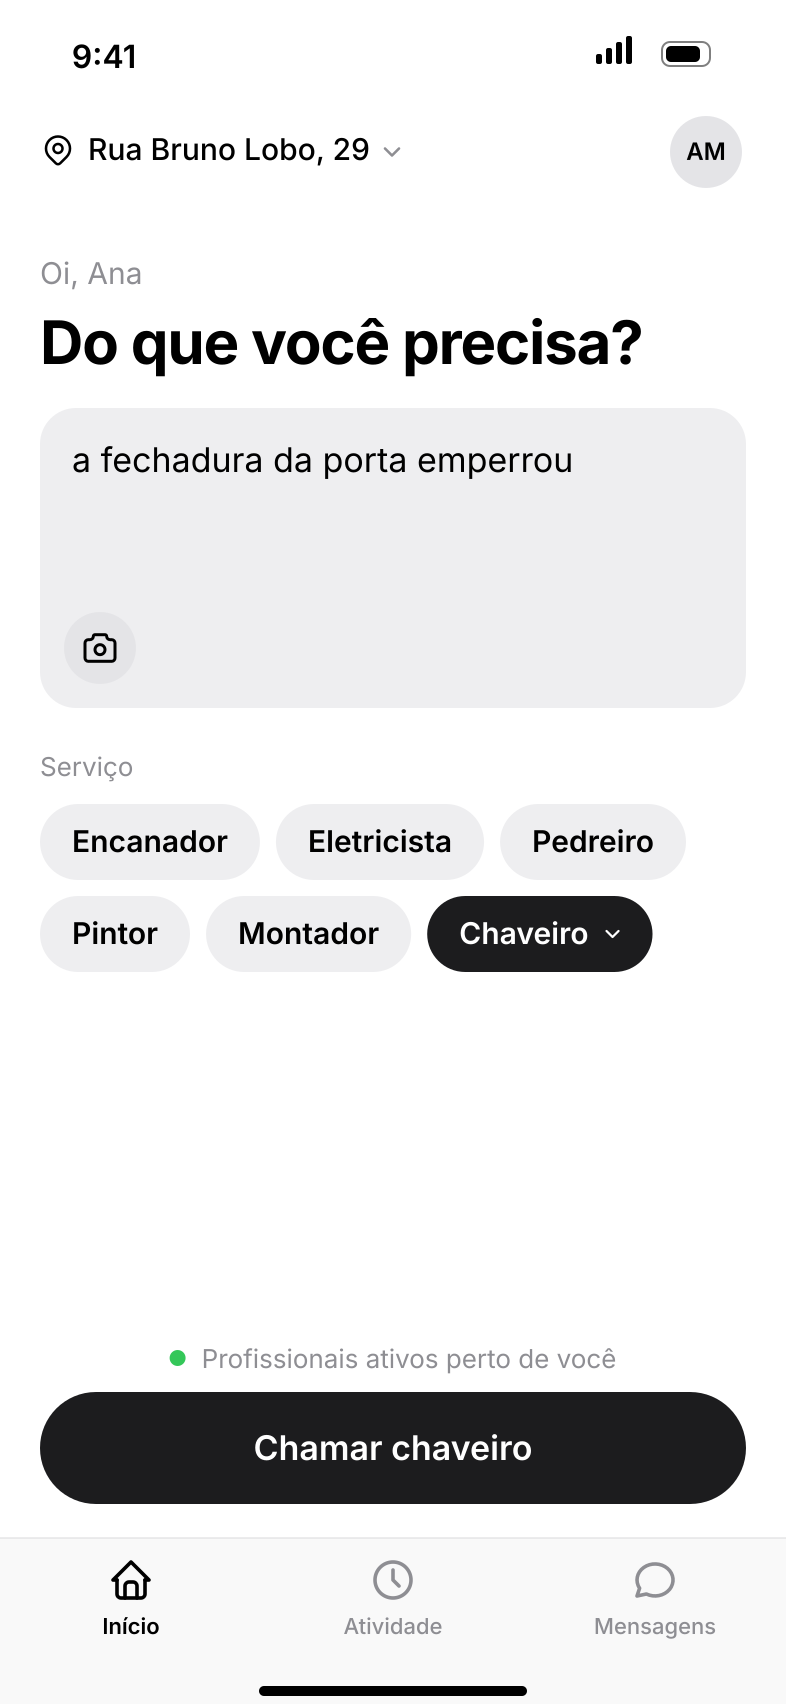 9:41
Rua Bruno Lobo, 29
AM
Oi, Ana
Do que você precisa?
a fechadura da porta emperrou
Serviço
Encanador
Eletricista
Pedreiro
Pintor
Montador
Chaveiro
Profissionais ativos perto de você
Chamar chaveiro
Início
Atividade
Mensagens